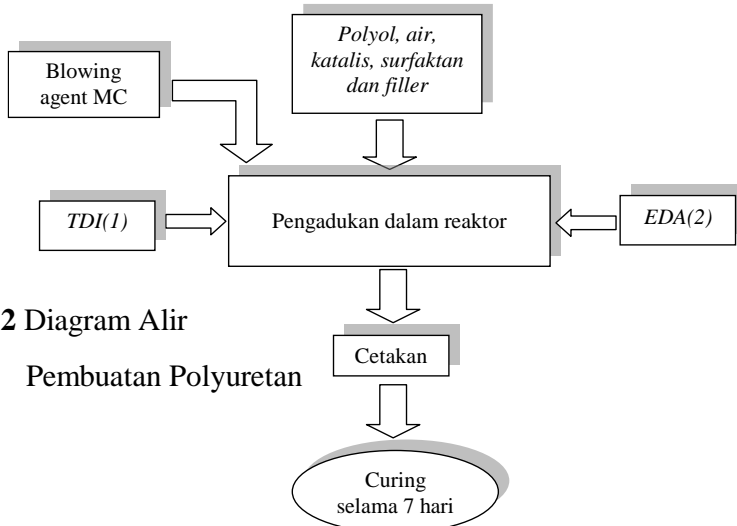 Polyol, air,
katalis, surfaktan
dan filler
Blowing
agent MC
TDI(1)
Pengadukan dalam reaktor
EDA(2)
2 Diagram Alir
Pembuatan Polyuretan
Cetakan
Curing
selama 7 hari